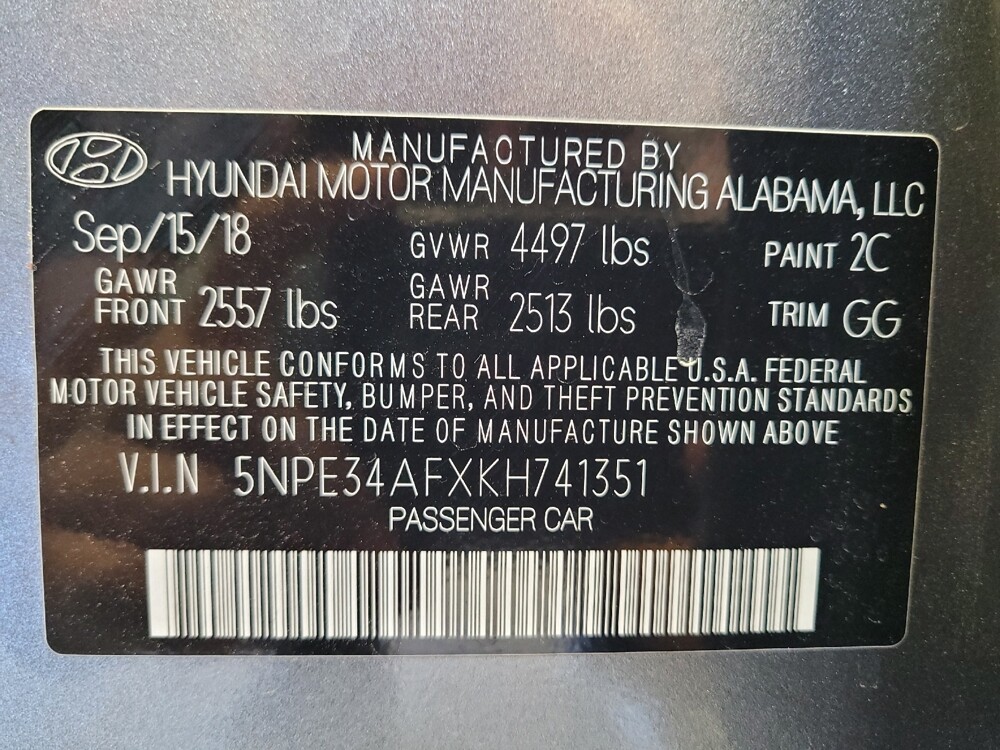 MANUFACTURED BY
HYUNDAI MOTOR MANUFACTURING ALABAMA, LLC
Sep/15/18 GVWR 4497 lbs PAINT 2C
GAWR FRONT 2557 lbs GAWR REAR 2513 lbs TRIM GG
THIS VEHICLE CONFORMS TO ALL APPLICABLE U.S.A. FEDERAL
MOTOR VEHICLE SAFETY, BUMPER, AND THEFT PREVENTION STANDARDS
IN EFFECT ON THE DATE OF MANUFACTURE SHOWN ABOVE
V.I.N 5NPE34AFXKH741351
PASSENGER CAR